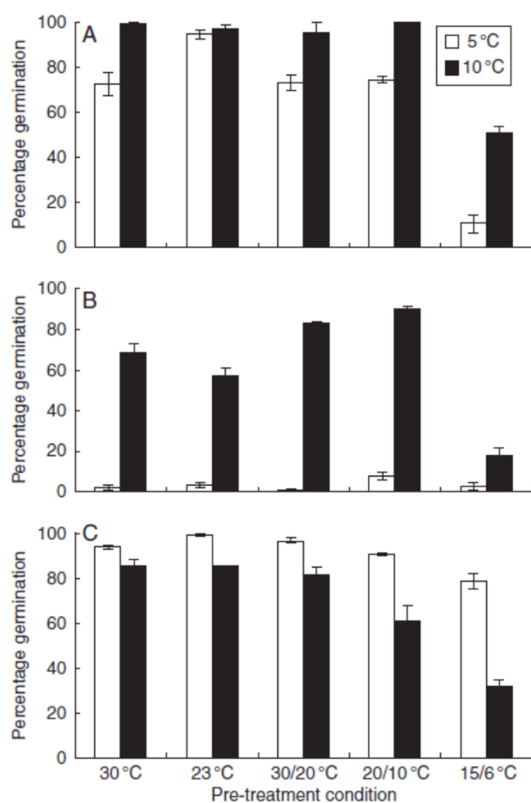 A
5 °C
10 °C
Percentage germination
100
80
60
40
20
0
B
Percentage germination
100
80
60
40
20
0
C
Percentage germination
100
80
60
40
20
0
30 °C 23 °C 30/20 °C 20/10 °C 15/6 °C
Pre-treatment condition